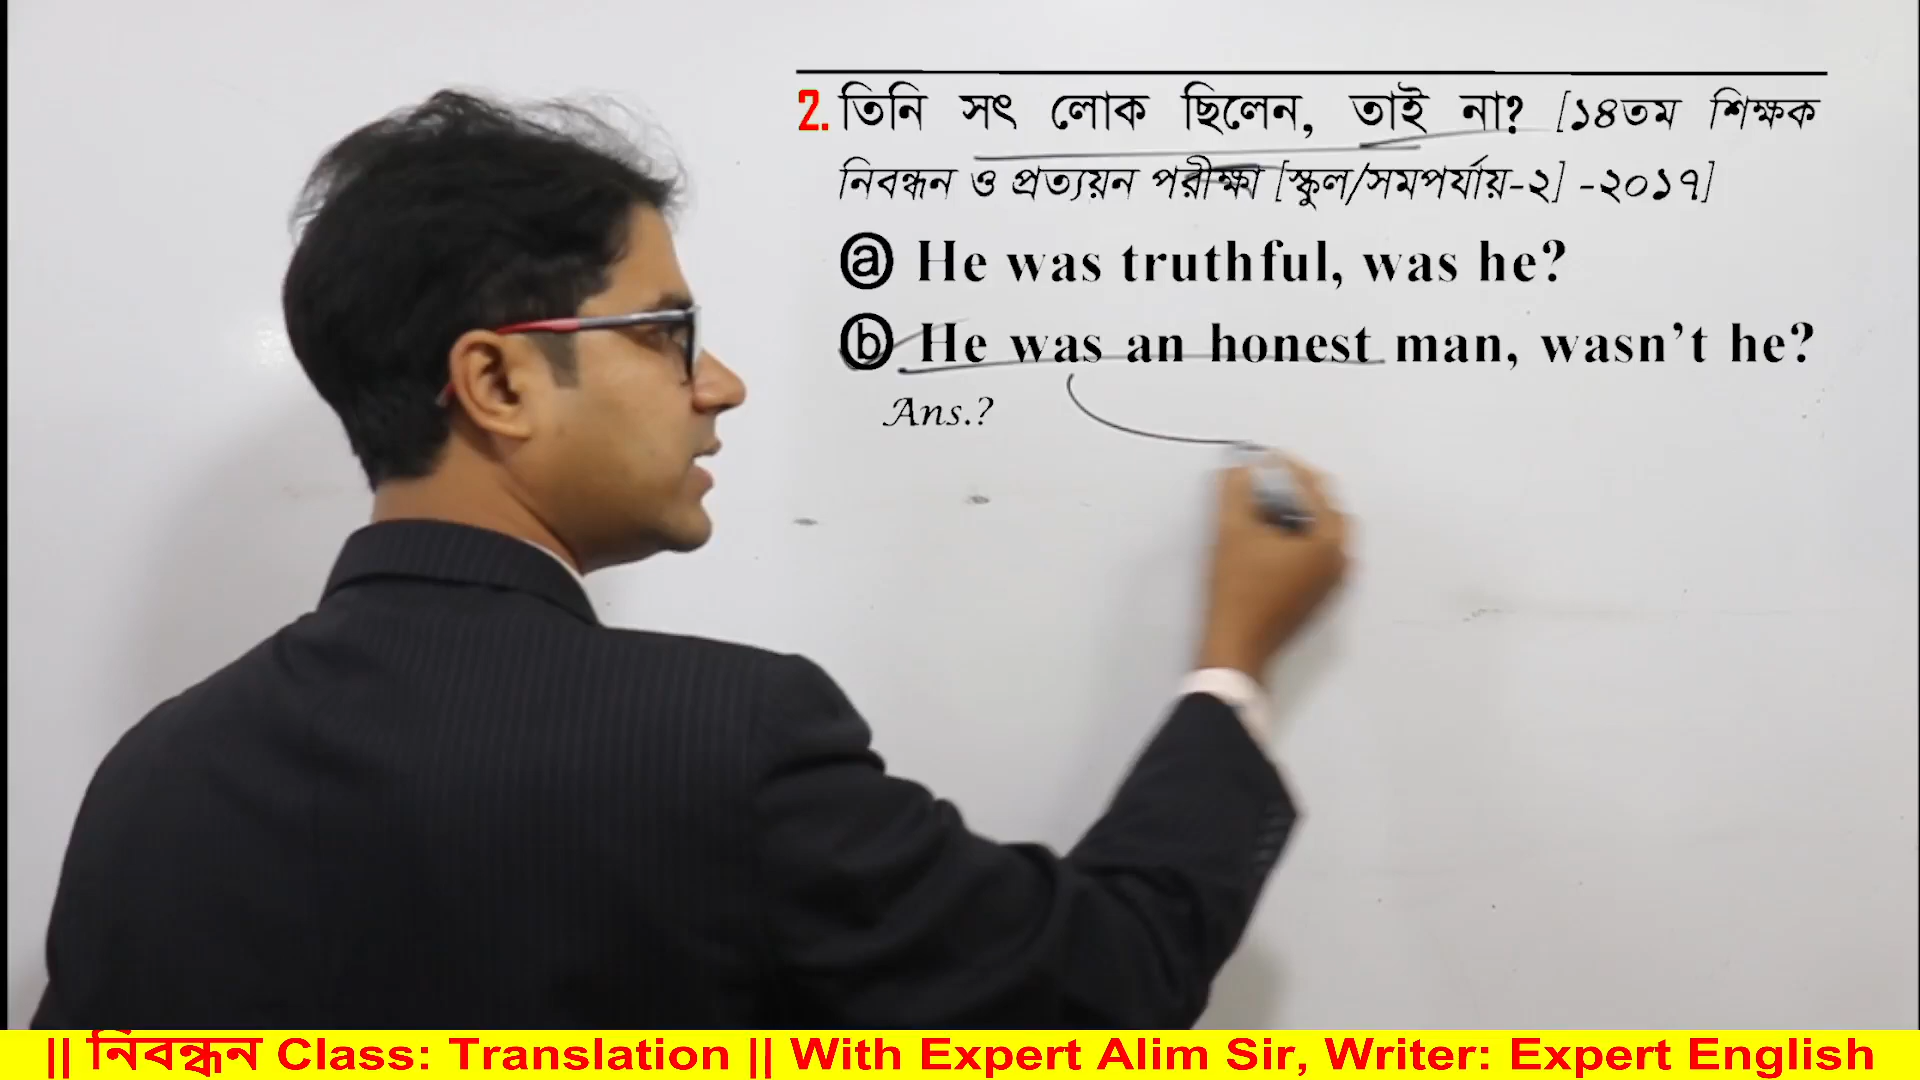 2. তিনি সৎ লোক ছিলেন, তাই না? [১৪তম শিক্ষক
নিবন্ধন ও প্রত্যয়ন পরীক্ষা [স্কুল/সমপর্যায়-২] -২০১৭]
ⓐ He was truthful, was he?
ⓑ He was an honest man, wasn't he?
Ans.?
|| নিবন্ধন Class: Translation || With Expert Alim Sir, Writer: Expert English